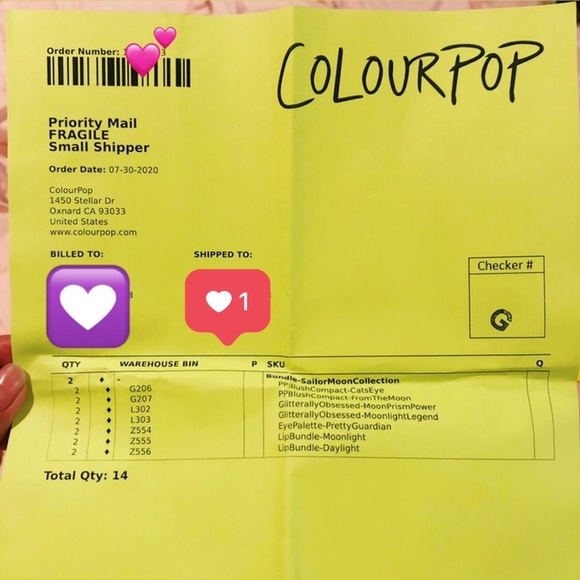 Order Number:
COLOURPOP
Priority Mail
FRAGILE
Small Shipper
Order Date: 07-30-2020
ColourPop
1450 Stellar Dr
Oxnard CA 93033
United States
www.colourpop.com
BILLED TO: SHIPPED TO:
1
Checker #
QTY WAREHOUSE BIN P SKU Q
2 ♦ - Bundle-SailorMoonCollection
2 ♦ G206 PPBlushCompact-CatsEye
2 ♦ G207 PPBlushCompact-FromTheMoon
2 ♦ L302 GlitterallyObsessed-MoonPrismPower
2 ♦ L303 GlitterallyObsessed-MoonlightLegend
2 ♦ Z554 EyePalette-PrettyGuardian
2 ♦ Z555 LipBundle-Moonlight
2 ♦ Z556 LipBundle-Daylight
Total Qty: 14